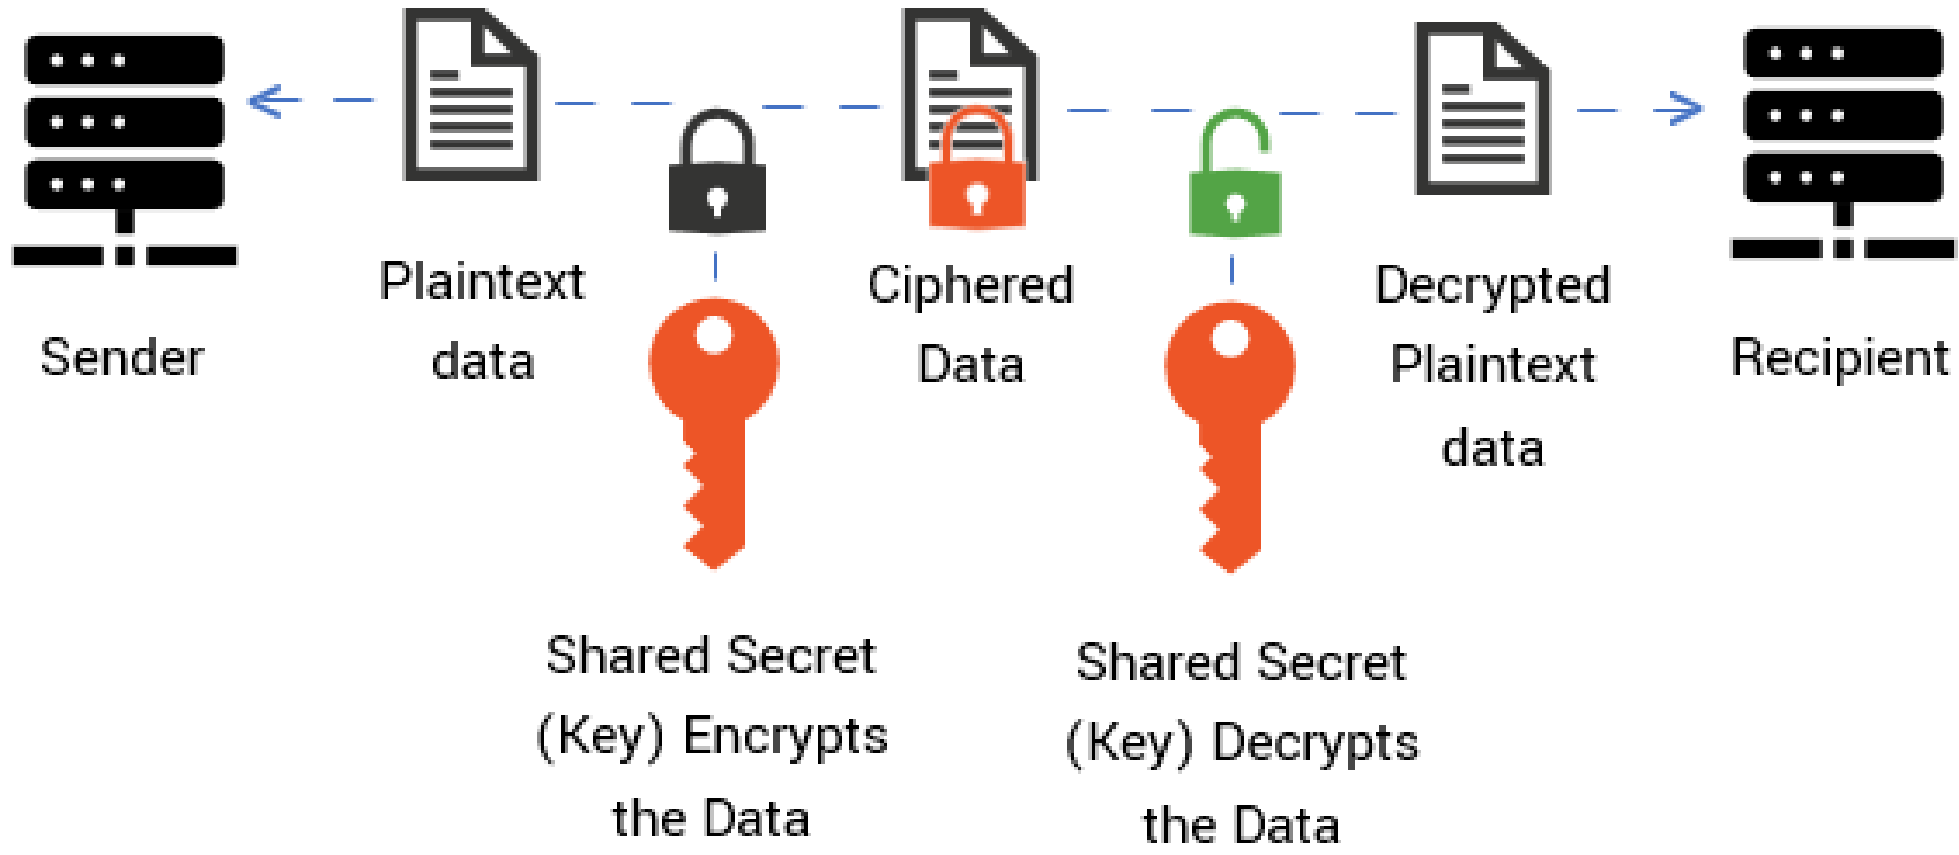 Sender
Plaintext
data
Ciphered
Data
Decrypted
Plaintext
data
Recipient
Shared Secret
(Key) Encrypts
the Data
Shared Secret
(Key) Decrypts
the Data